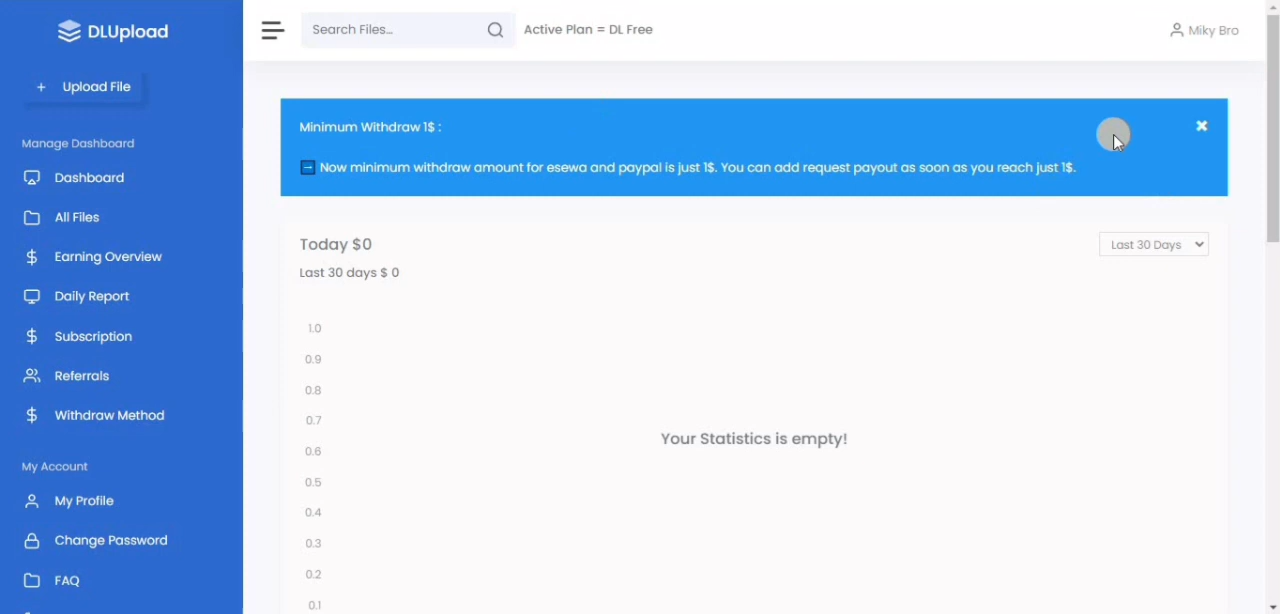 DLUpload
Search Files...
Active Plan = DL Free
Miky Bro
+ Upload File
Manage Dashboard
Dashboard
All Files
Earning Overview
Daily Report
Subscription
Referrals
Withdraw Method
My Account
My Profile
Change Password
FAQ
Minimum Withdraw 1$ :
Now minimum withdraw amount for esewa and paypal is just 1$. You can add request payout as soon as you reach just 1$.
Today $0
Last 30 Days
Last 30 days $ 0
1.0
0.9
0.8
0.7
0.6
0.5
0.4
0.3
0.2
0.1
Your Statistics is empty!